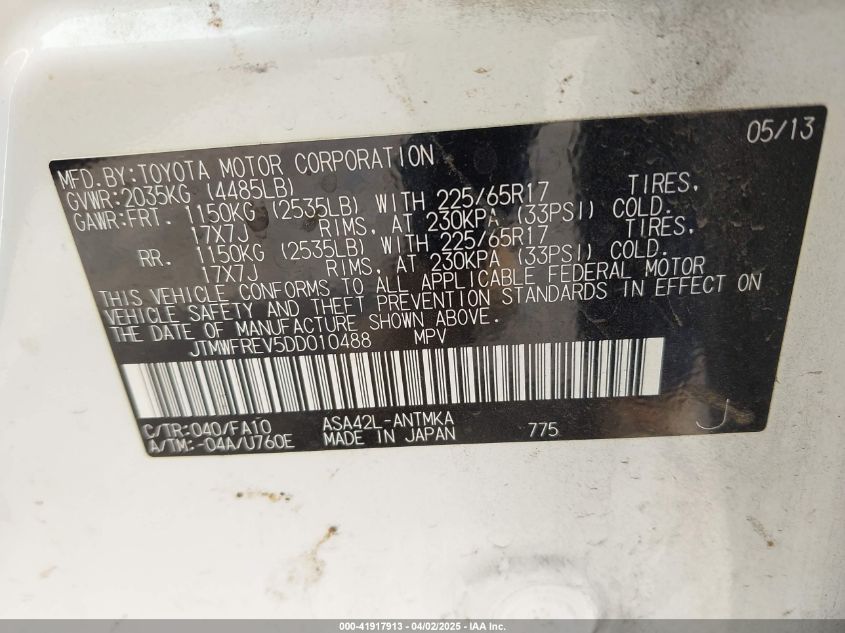 05/13
MFD.BY:TOYOTA MOTOR CORPORATION
GVWR:2035KG (4485LB)
GAWR:FRT 1150KG (2535LB) WITH 225/65R17 TIRES,
17X7J RIMS, AT 230KPA (33PSI) COLD.
RR. 1150KG (2535LB) WITH 225/65R17 TIRES,
17X7J RIMS, AT 230KPA (33PSI) COLD.
THIS VEHICLE CONFORMS TO ALL APPLICABLE FEDERAL MOTOR
VEHICLE SAFETY AND THEFT PREVENTION STANDARDS IN EFFECT ON
THE DATE OF MANUFACTURE SHOWN ABOVE.
JTMWFREV5DD010488 MPV
C/TR:040/FA10 ASA42L-ANTMKA 775 J
A/TM:-04A/U760E MADE IN JAPAN
000-41917913 - 04/02/2025 - IAA Inc.